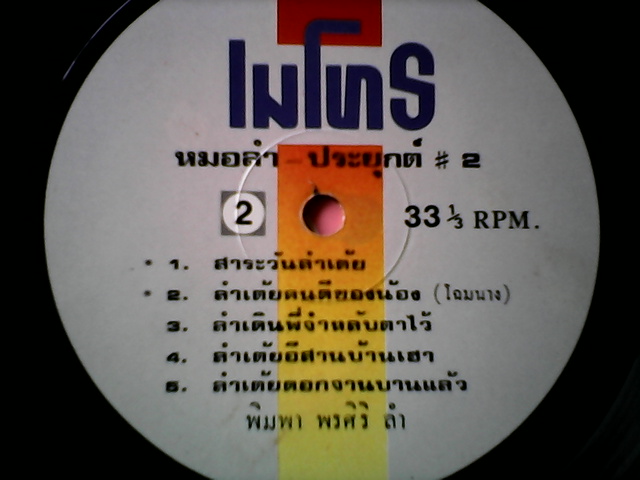 เมโทร
หมอลำ - ประยุกต์ # 2
2
33 ⅓ RPM.
* 1. สาระวันลำเตัย
* 2. ลำเต้ยคนดีของน้อง (โฉมนาง)
3. ลำเดินพี่จำหลับตาไว้
4. ลำเต้ยอีสานบ้านเฮา
5. ลำเต้ยดอกจานบานแล้ว
พิมพา พรศิริ ลำ